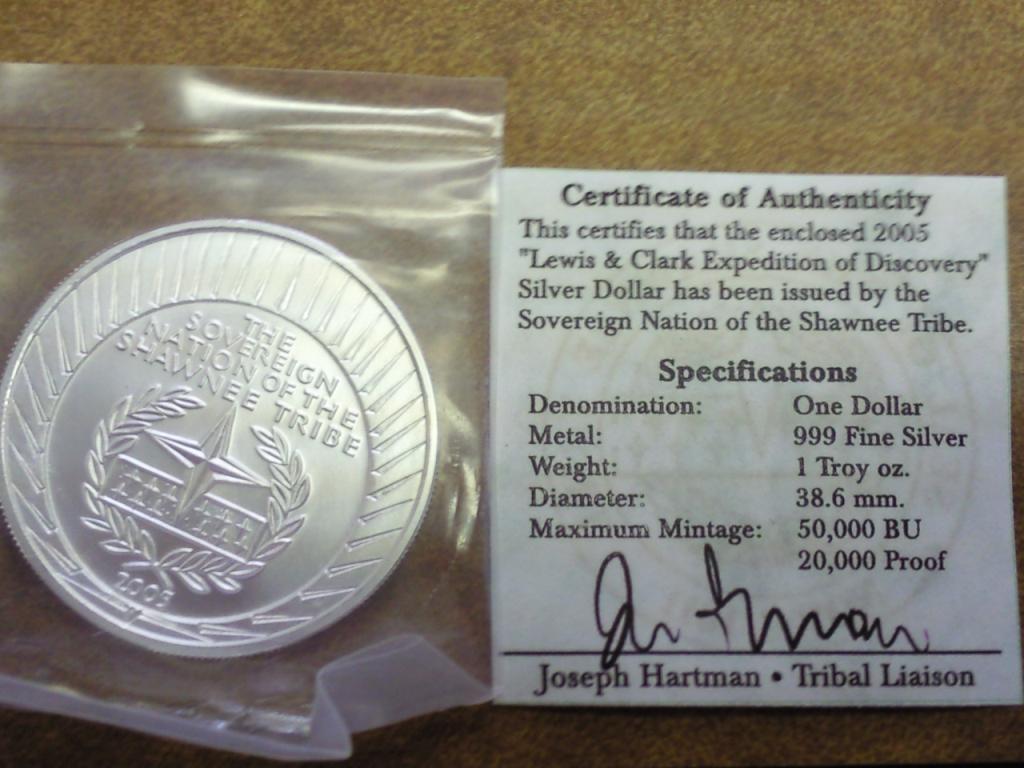 THE
SOVEREIGN
NATION OF THE
SHAWNEE TRIBE
2005
Certificate of Authenticity
This certifies that the enclosed 2005
"Lewis & Clark Expedition of Discovery"
Silver Dollar has been issued by the
Sovereign Nation of the Shawnee Tribe.
Specifications
Denomination: One Dollar
Metal: 999 Fine Silver
Weight: 1 Troy oz.
Diameter: 38.6 mm.
Maximum Mintage: 50,000 BU
20,000 Proof
Joseph Hartman • Tribal Liaison